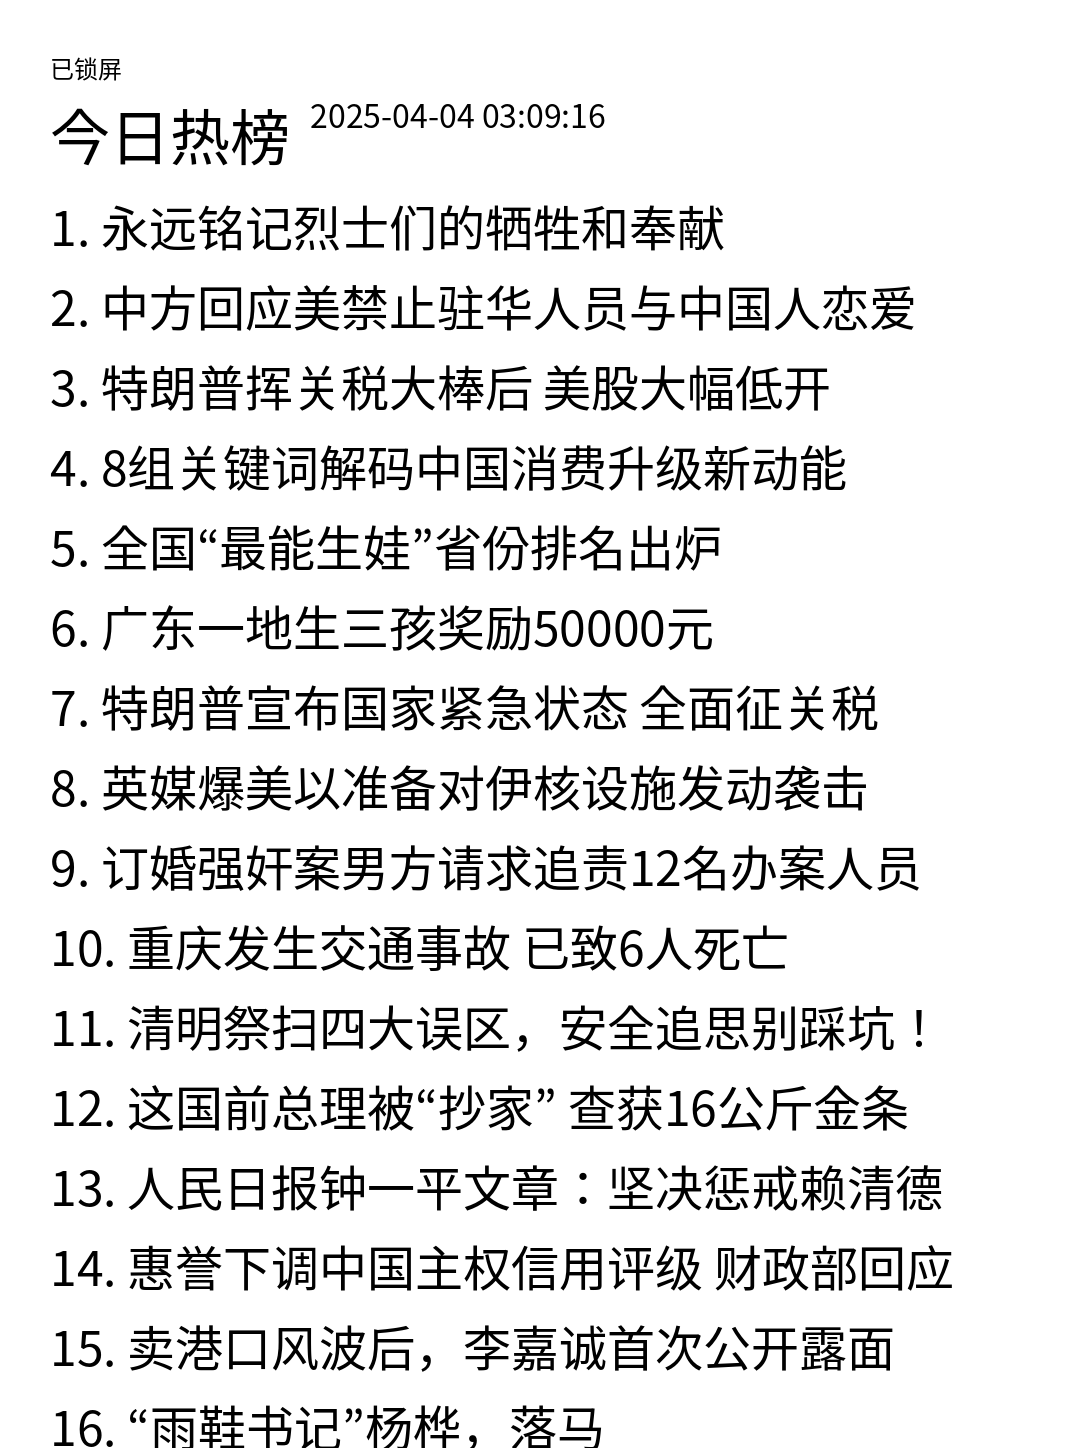 已锁屏
今日热榜 2025-04-04 03:09:16
1. 永远铭记烈士们的牺牲和奉献
2. 中方回应美禁止驻华人员与中国人恋爱
3. 特朗普挥关税大棒后 美股大幅低开
4. 8组关键词解码中国消费升级新动能
5. 全国“最能生娃”省份排名出炉
6. 广东一地生三孩奖励50000元
7. 特朗普宣布国家紧急状态 全面征关税
8. 英媒爆美以准备对伊核设施发动袭击
9. 订婚强奸案男方请求追责12名办案人员
10. 重庆发生交通事故 已致6人死亡
11. 清明祭扫四大误区，安全追思别踩坑！
12. 这国前总理被“抄家” 查获16公斤金条
13. 人民日报钟一平文章：坚决惩戒赖清德
14. 惠誉下调中国主权信用评级 财政部回应
15. 卖港口风波后，李嘉诚首次公开露面
16. “雨鞋书记”杨桦，落马